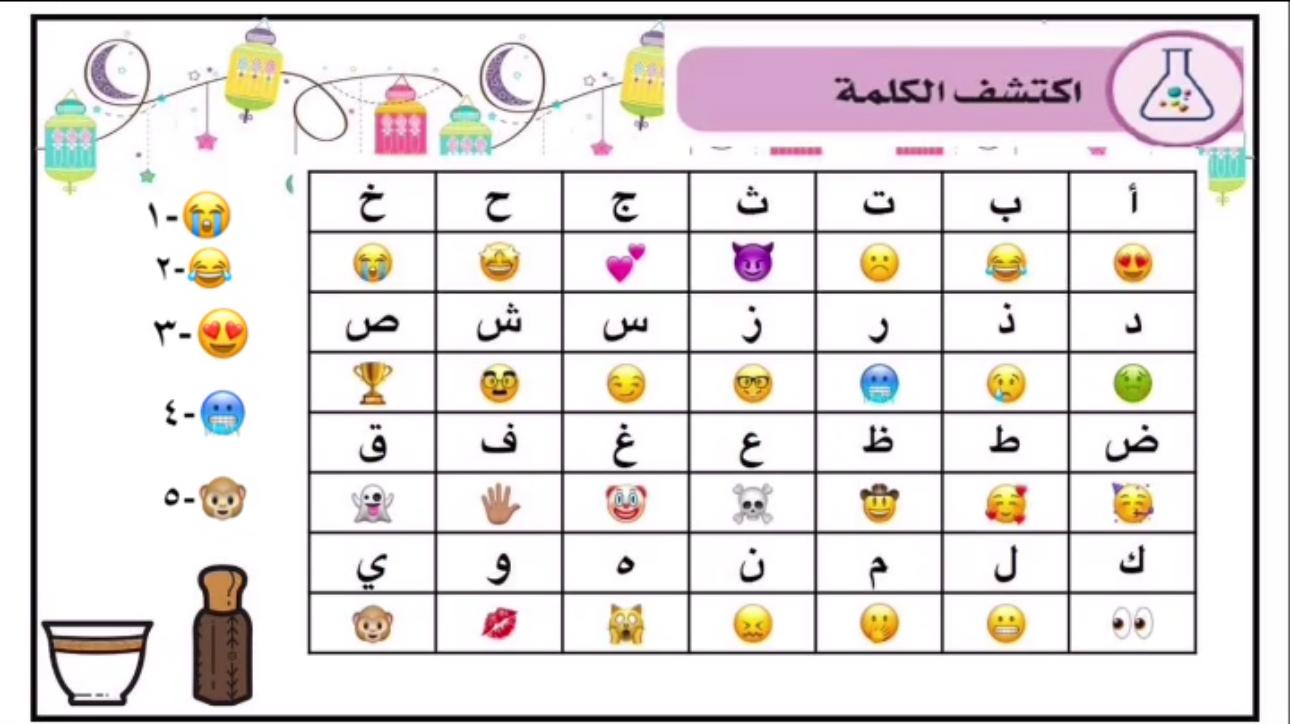 اكتشف الكلمة
أ ب ت ث ج ح خ
😍 😂 ☹️ 😈 💕 🤩 😭
د ذ ر ز س ش ص
🤢 😢 🥶 🤓 😏 🥸 🏆
ض ط ظ ع غ ف ق
🥳 🥰 🤠 ☠️ 🤡 🖐🏽 👻
ك ل م ن ه و ي
👀 😬 🤭 😖 🙀 💋 🐵
١- 😭
٢- 😂
٣- 😍
٤- 🥶
٥- 🐵